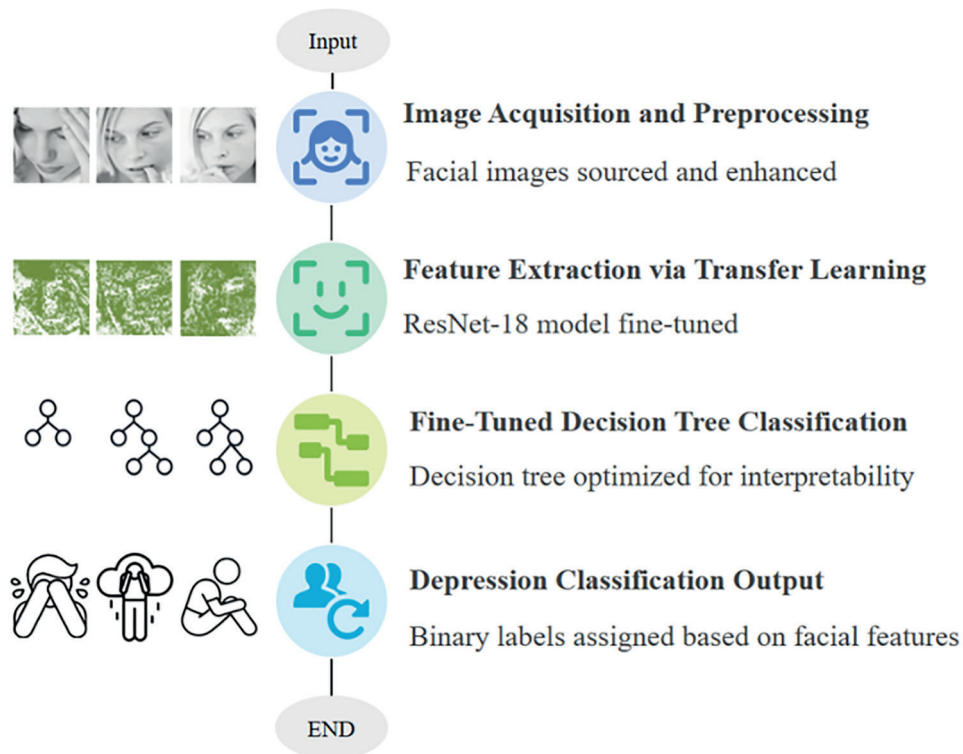 Input
Image Acquisition and Preprocessing
Facial images sourced and enhanced
Feature Extraction via Transfer Learning
ResNet-18 model fine-tuned
Fine-Tuned Decision Tree Classification
Decision tree optimized for interpretability
Depression Classification Output
Binary labels assigned based on facial features
END